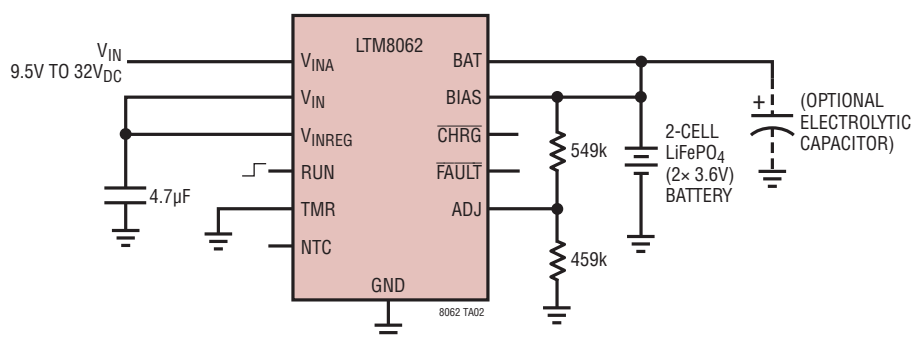 LTM8062
VIN
9.5V TO 32VDC
VINA
VIN
VINREG
RUN
TMR
NTC
GND
BAT
BIAS
CHRG
FAULT
ADJ
4.7µF
549k
459k
2-CELL
LiFePO4
(2× 3.6V)
BATTERY
+
(OPTIONAL
ELECTROLYTIC
CAPACITOR)
8062 TA02